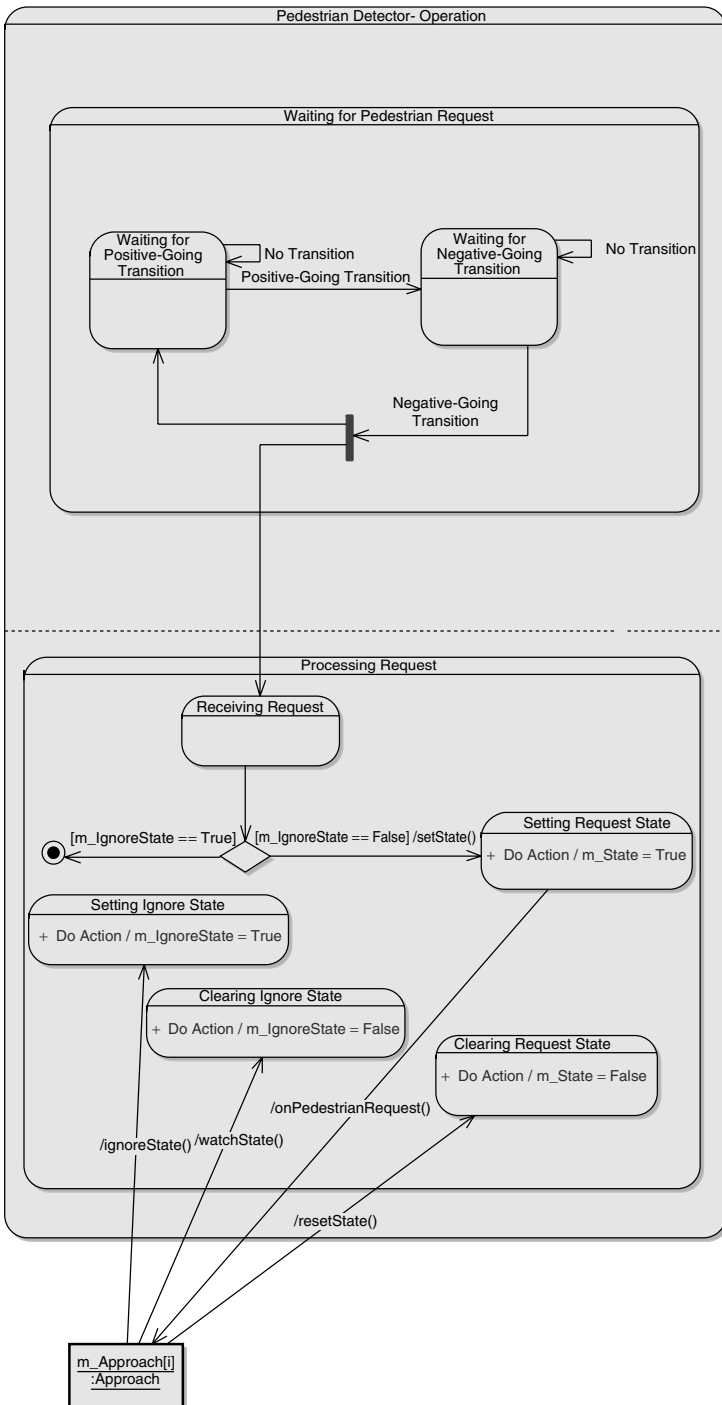 Pedestrian Detector- Operation
Waiting for Pedestrian Request
Waiting for
Positive-Going
Transition
No Transition
Positive-Going Transition
Waiting for
Negative-Going
Transition
No Transition
Negative-Going
Transition
Processing Request
Receiving Request
[m_IgnoreState == True]
[m_IgnoreState == False] /setState()
Setting Request State
+ Do Action / m_State = True
Setting Ignore State
+ Do Action / m_IgnoreState = True
Clearing Ignore State
+ Do Action / m_IgnoreState = False
Clearing Request State
+ Do Action / m_State = False
/onPedestrianRequest()
/ignoreState()
/watchState()
/resetState()
m_Approach[i]
:Approach